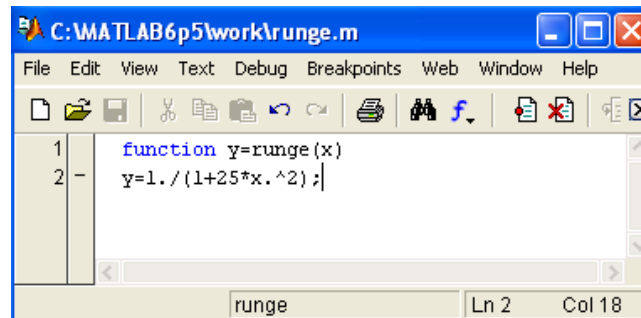 C:\MATLAB6p5\work\runge.m
File Edit View Text Debug Breakpoints Web Window Help
1 function y=runge(x)
2 - y=1./(1+25*x.^2);
runge Ln 2 Col 18